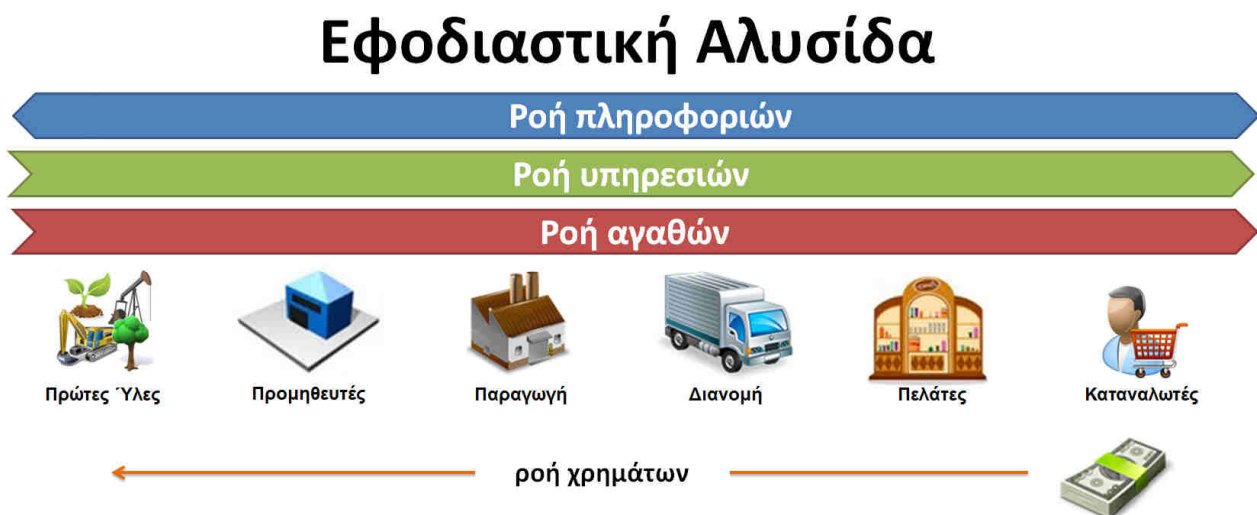 Εφοδιαστική Αλυσίδα
Ροή πληροφοριών
Ροή υπηρεσιών
Ροή αγαθών
Πρώτες Ύλες
Προμηθευτές
Παραγωγή
Διανομή
Πελάτες
Καταναλωτές
ροή χρημάτων